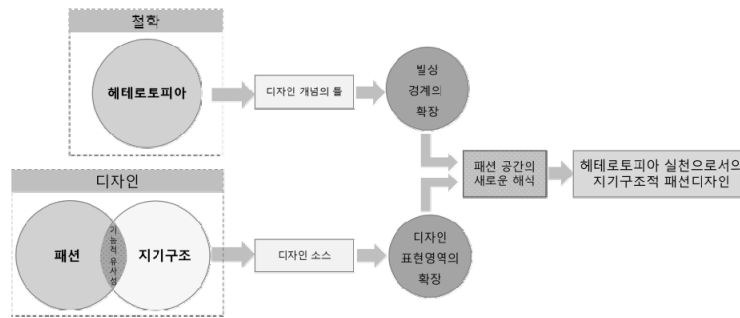 철학
헤테로토피아
디자인 개념의 툴
발상
경계의
확장
패션 공간의
새로운 해석
헤테로토피아 실천으로서의
지기구조적 패션디자인
디자인
패션
기능적유사성
지기구조
디자인 소스
디자인
표현영역의
확장